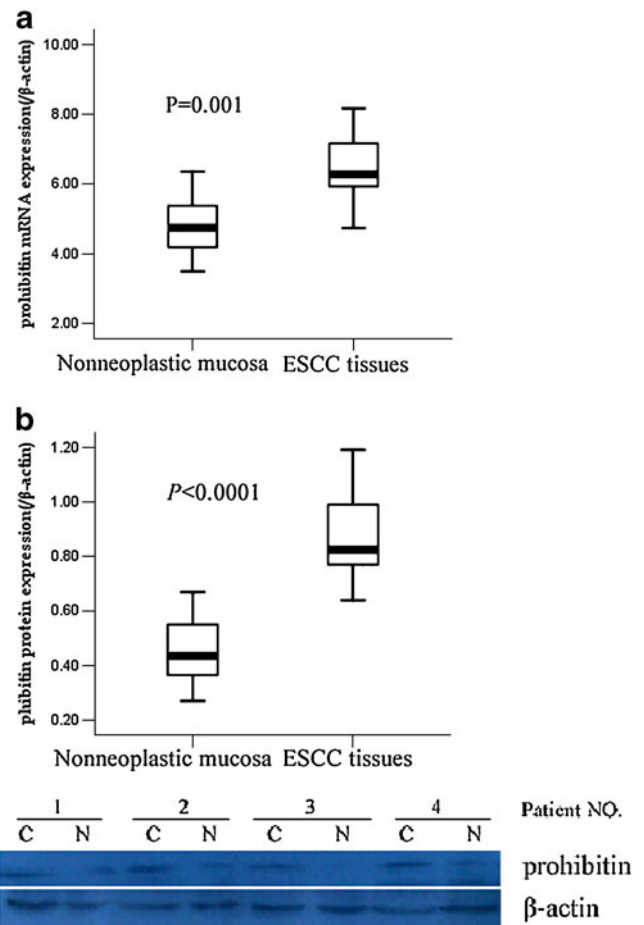 a
prohibitin mRNA expression(/β-actin)
10.00
8.00
6.00
4.00
2.00
P=0.001
Nonneoplastic mucosa ESCC tissues
b
phibitin protein expression(/β-actin)
1.20
1.00
0.80
0.60
0.40
0.20
P<0.0001
Nonneoplastic mucosa ESCC tissues
1 2 3 4 Patient NO.
C N C N C N C N
prohibitin
β-actin